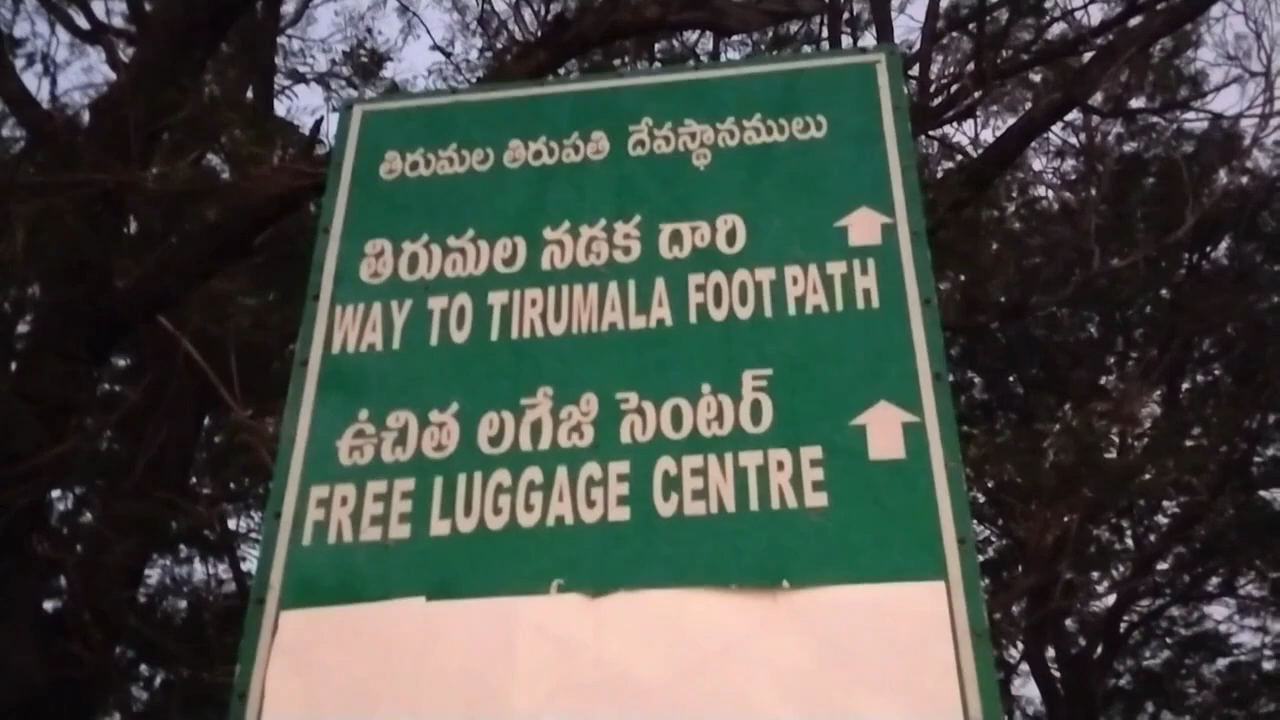 తిరుమల తిరుపతి దేవస్థానములు
తిరుమల నడక దారి
WAY TO TIRUMALA FOOT PATH
ఉచిత లగేజి సెంటర్
FREE LUGGAGE CENTRE